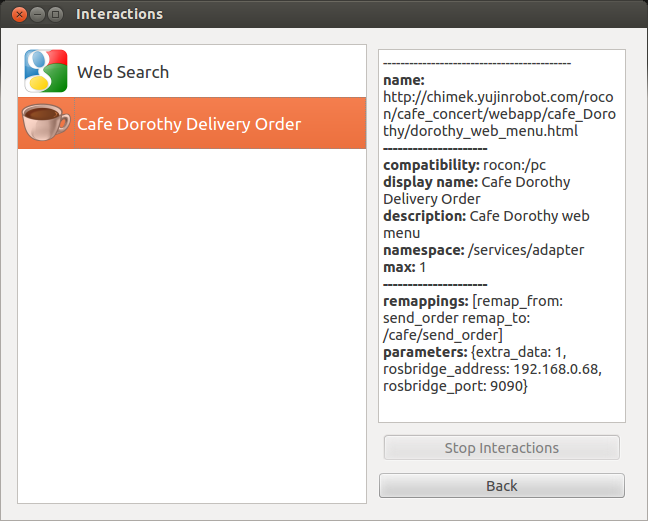 Interactions
Web Search
Cafe Dorothy Delivery Order
-------------------------------------------
name:
http://chimek.yujinrobot.com/roco
n/cafe_concert/webapp/cafe_Doro
thy/dorothy_web_menu.html
---------------------
compatibility: rocon:/pc
display name: Cafe Dorothy
Delivery Order
description: Cafe Dorothy web
menu
namespace: /services/adapter
max: 1
---------------------
remappings: [remap_from:
send_order remap_to:
/cafe/send_order]
parameters: {extra_data: 1,
rosbridge_address: 192.168.0.68,
rosbridge_port: 9090}
Stop Interactions
Back